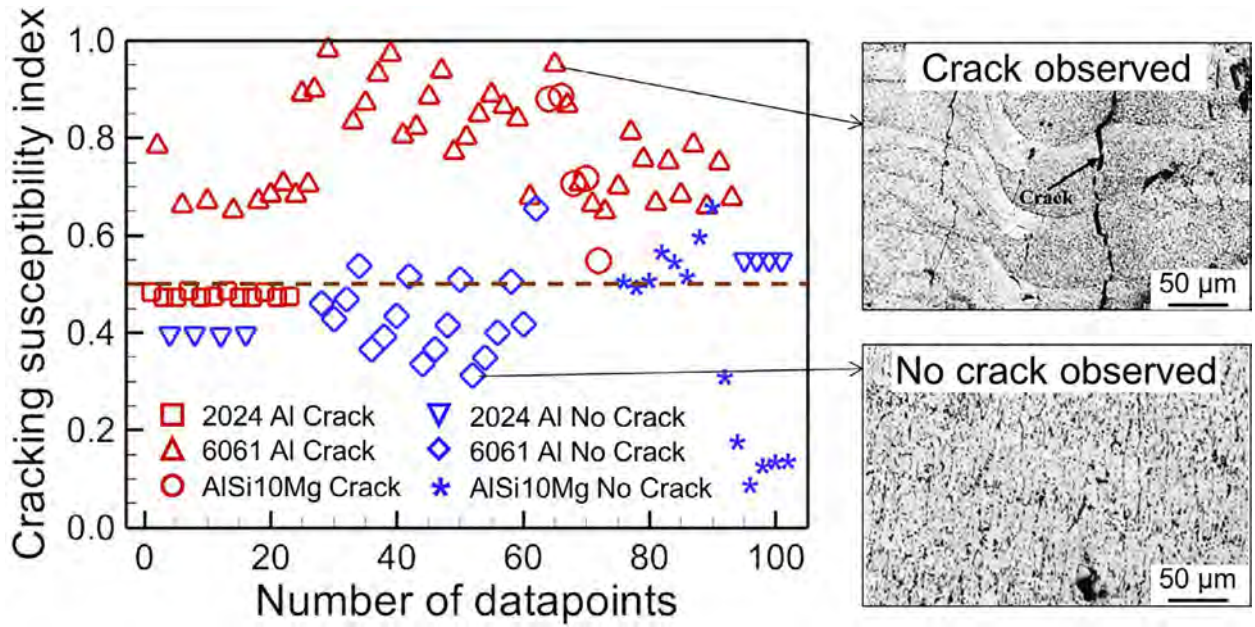 Cracking susceptibility index
1.0
0.8
0.6
0.4
0.2
0.0
2024 Al Crack
6061 Al Crack
AlSi10Mg Crack
2024 Al No Crack
6061 Al No Crack
AlSi10Mg No Crack
0 20 40 60 80 100
Number of datapoints
Crack observed
Crack
50 µm
No crack observed
50 µm